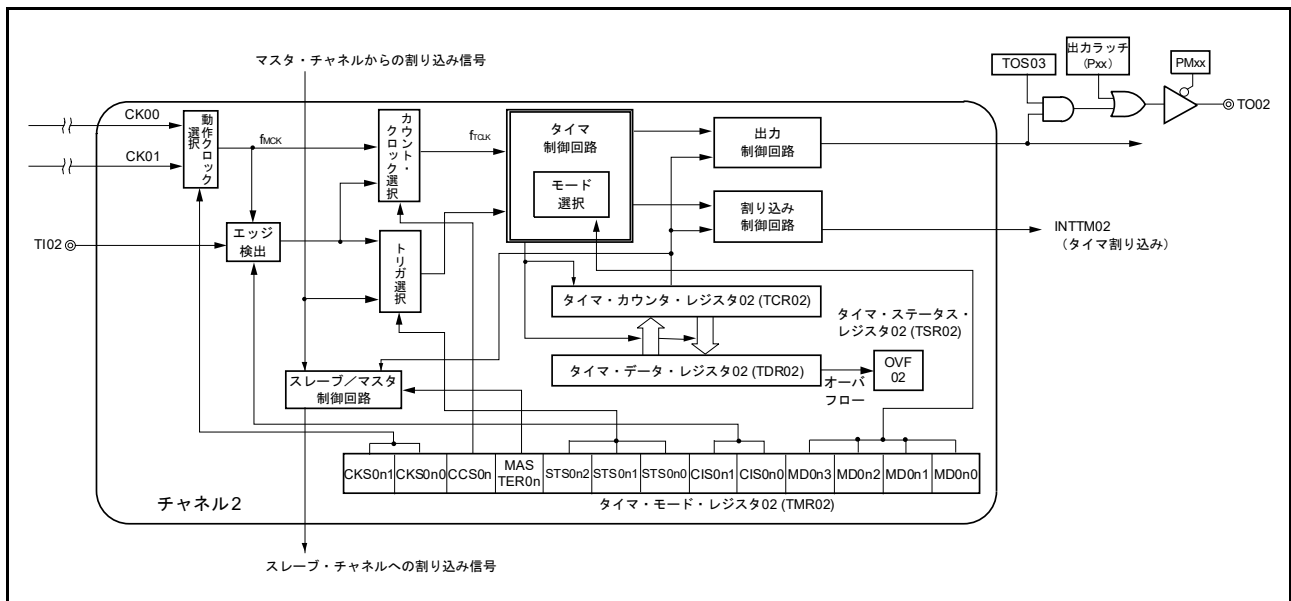 マスタ・チャネルからの割り込み信号
TOS03
出力ラッチ
(Pxx)
PMxx
TO02
CK00
CK01
動作クロック
選択
fMCK
カウント・
クロック選択
fTCLK
タイマ
制御回路
モード
選択
出力
制御回路
割り込み
制御回路
INTTM02
(タイマ割り込み)
TI02
エッジ
検出
トリガ選択
タイマ・カウンタ・レジスタ02 (TCR02)
タイマ・ステータス・
レジスタ02 (TSR02)
タイマ・データ・レジスタ02 (TDR02)
オーバ
フロー
OVF
02
スレーブ/マスタ
制御回路
CKS0n1
CKS0n0
CCS0n
MAS
TER0n
STS0n2
STS0n1
STS0n0
CIS0n1
CIS0n0
MD0n3
MD0n2
MD0n1
MD0n0
チャネル2
タイマ・モード・レジスタ02 (TMR02)
スレーブ・チャネルへの割り込み信号